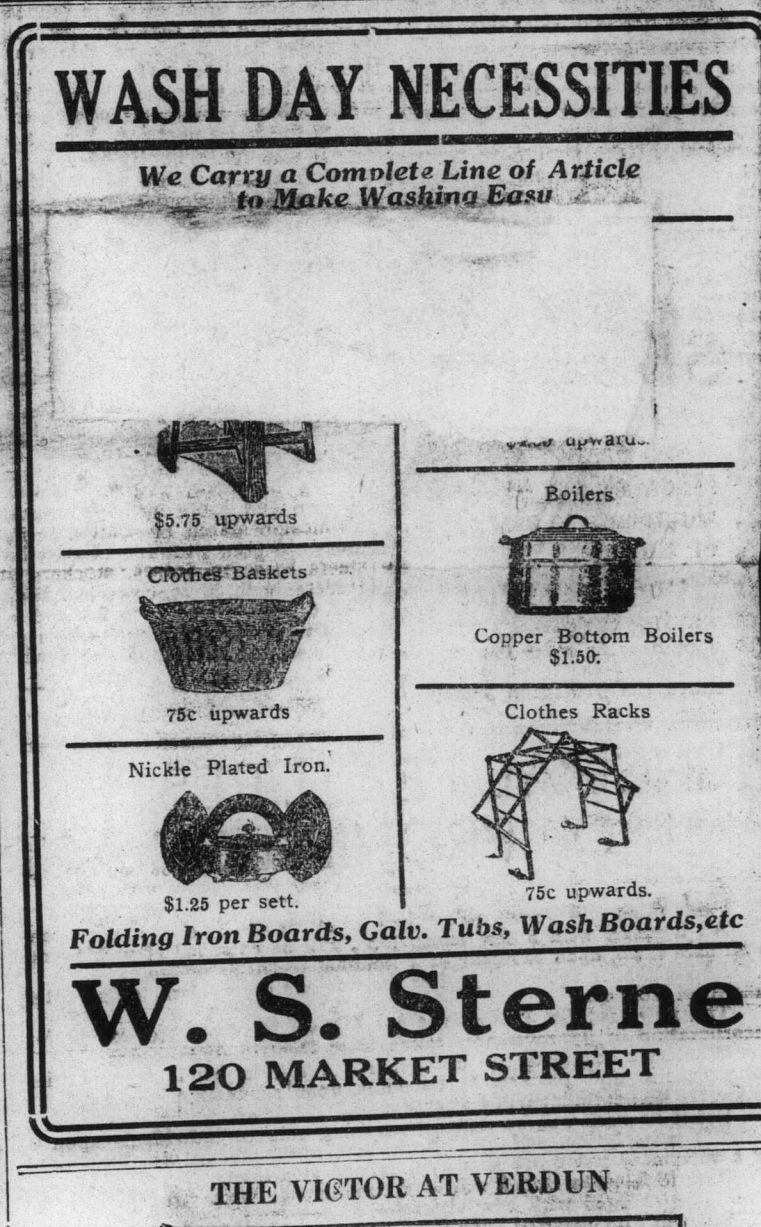 WASH DAY NECESSITIES
We Carry a Complete Line of Article
to Make Washing Easy
$5.75 upwards
Clothes Baskets
75c upwards
Nickle Plated Iron.
$1.25 per sett.
upwards.
Boilers
Copper Bottom Boilers
$1.50.
Clothes Racks
75c upwards.
Folding Iron Boards, Galv. Tubs, Wash Boards,etc
W. S. Sterne
120 MARKET STREET
THE VICTOR AT VERDUN